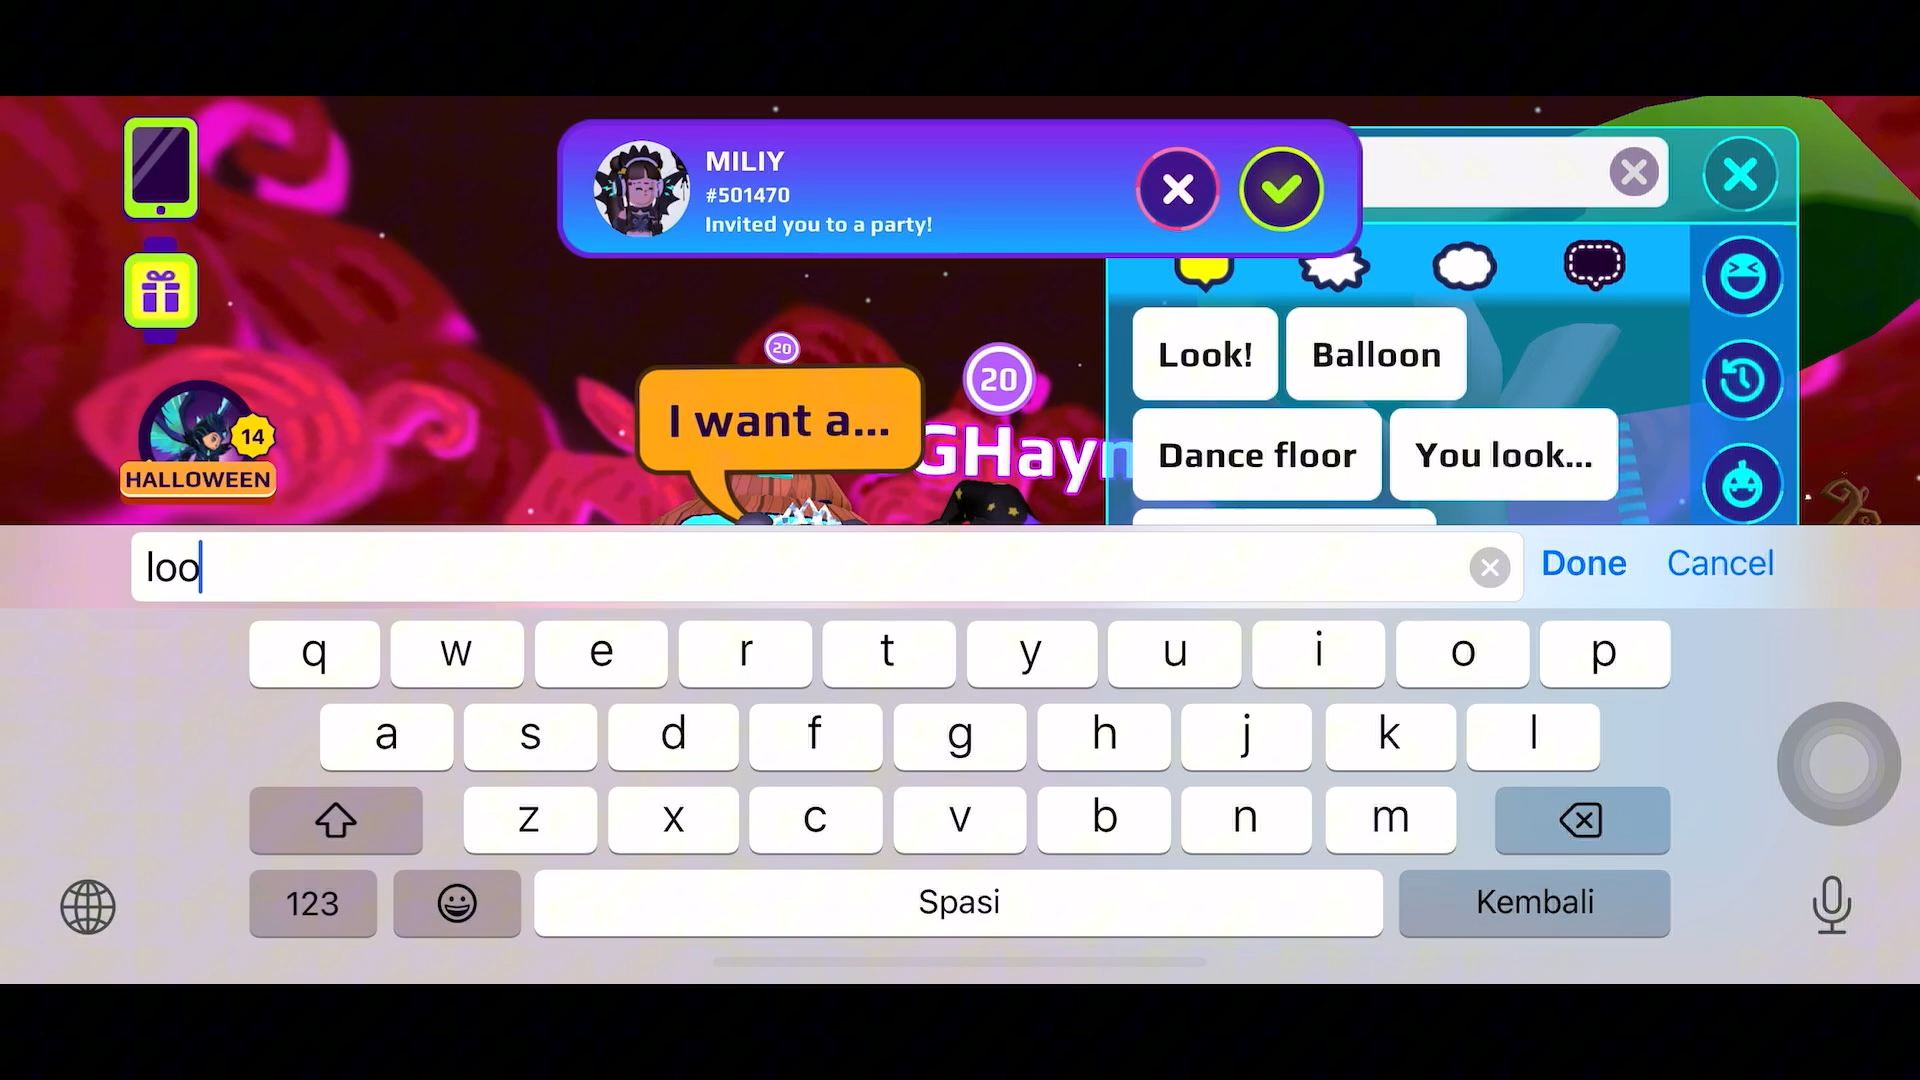 MILIY
#501470
Invited you to a party!
Look!
Balloon
20
20
I want a...
GHayn
Dance floor
You look...
14
HALLOWEEN
loo
Done
Cancel
q w e r t y u i o p
a s d f g h j k l
z x c v b n m
123
Spasi
Kembali